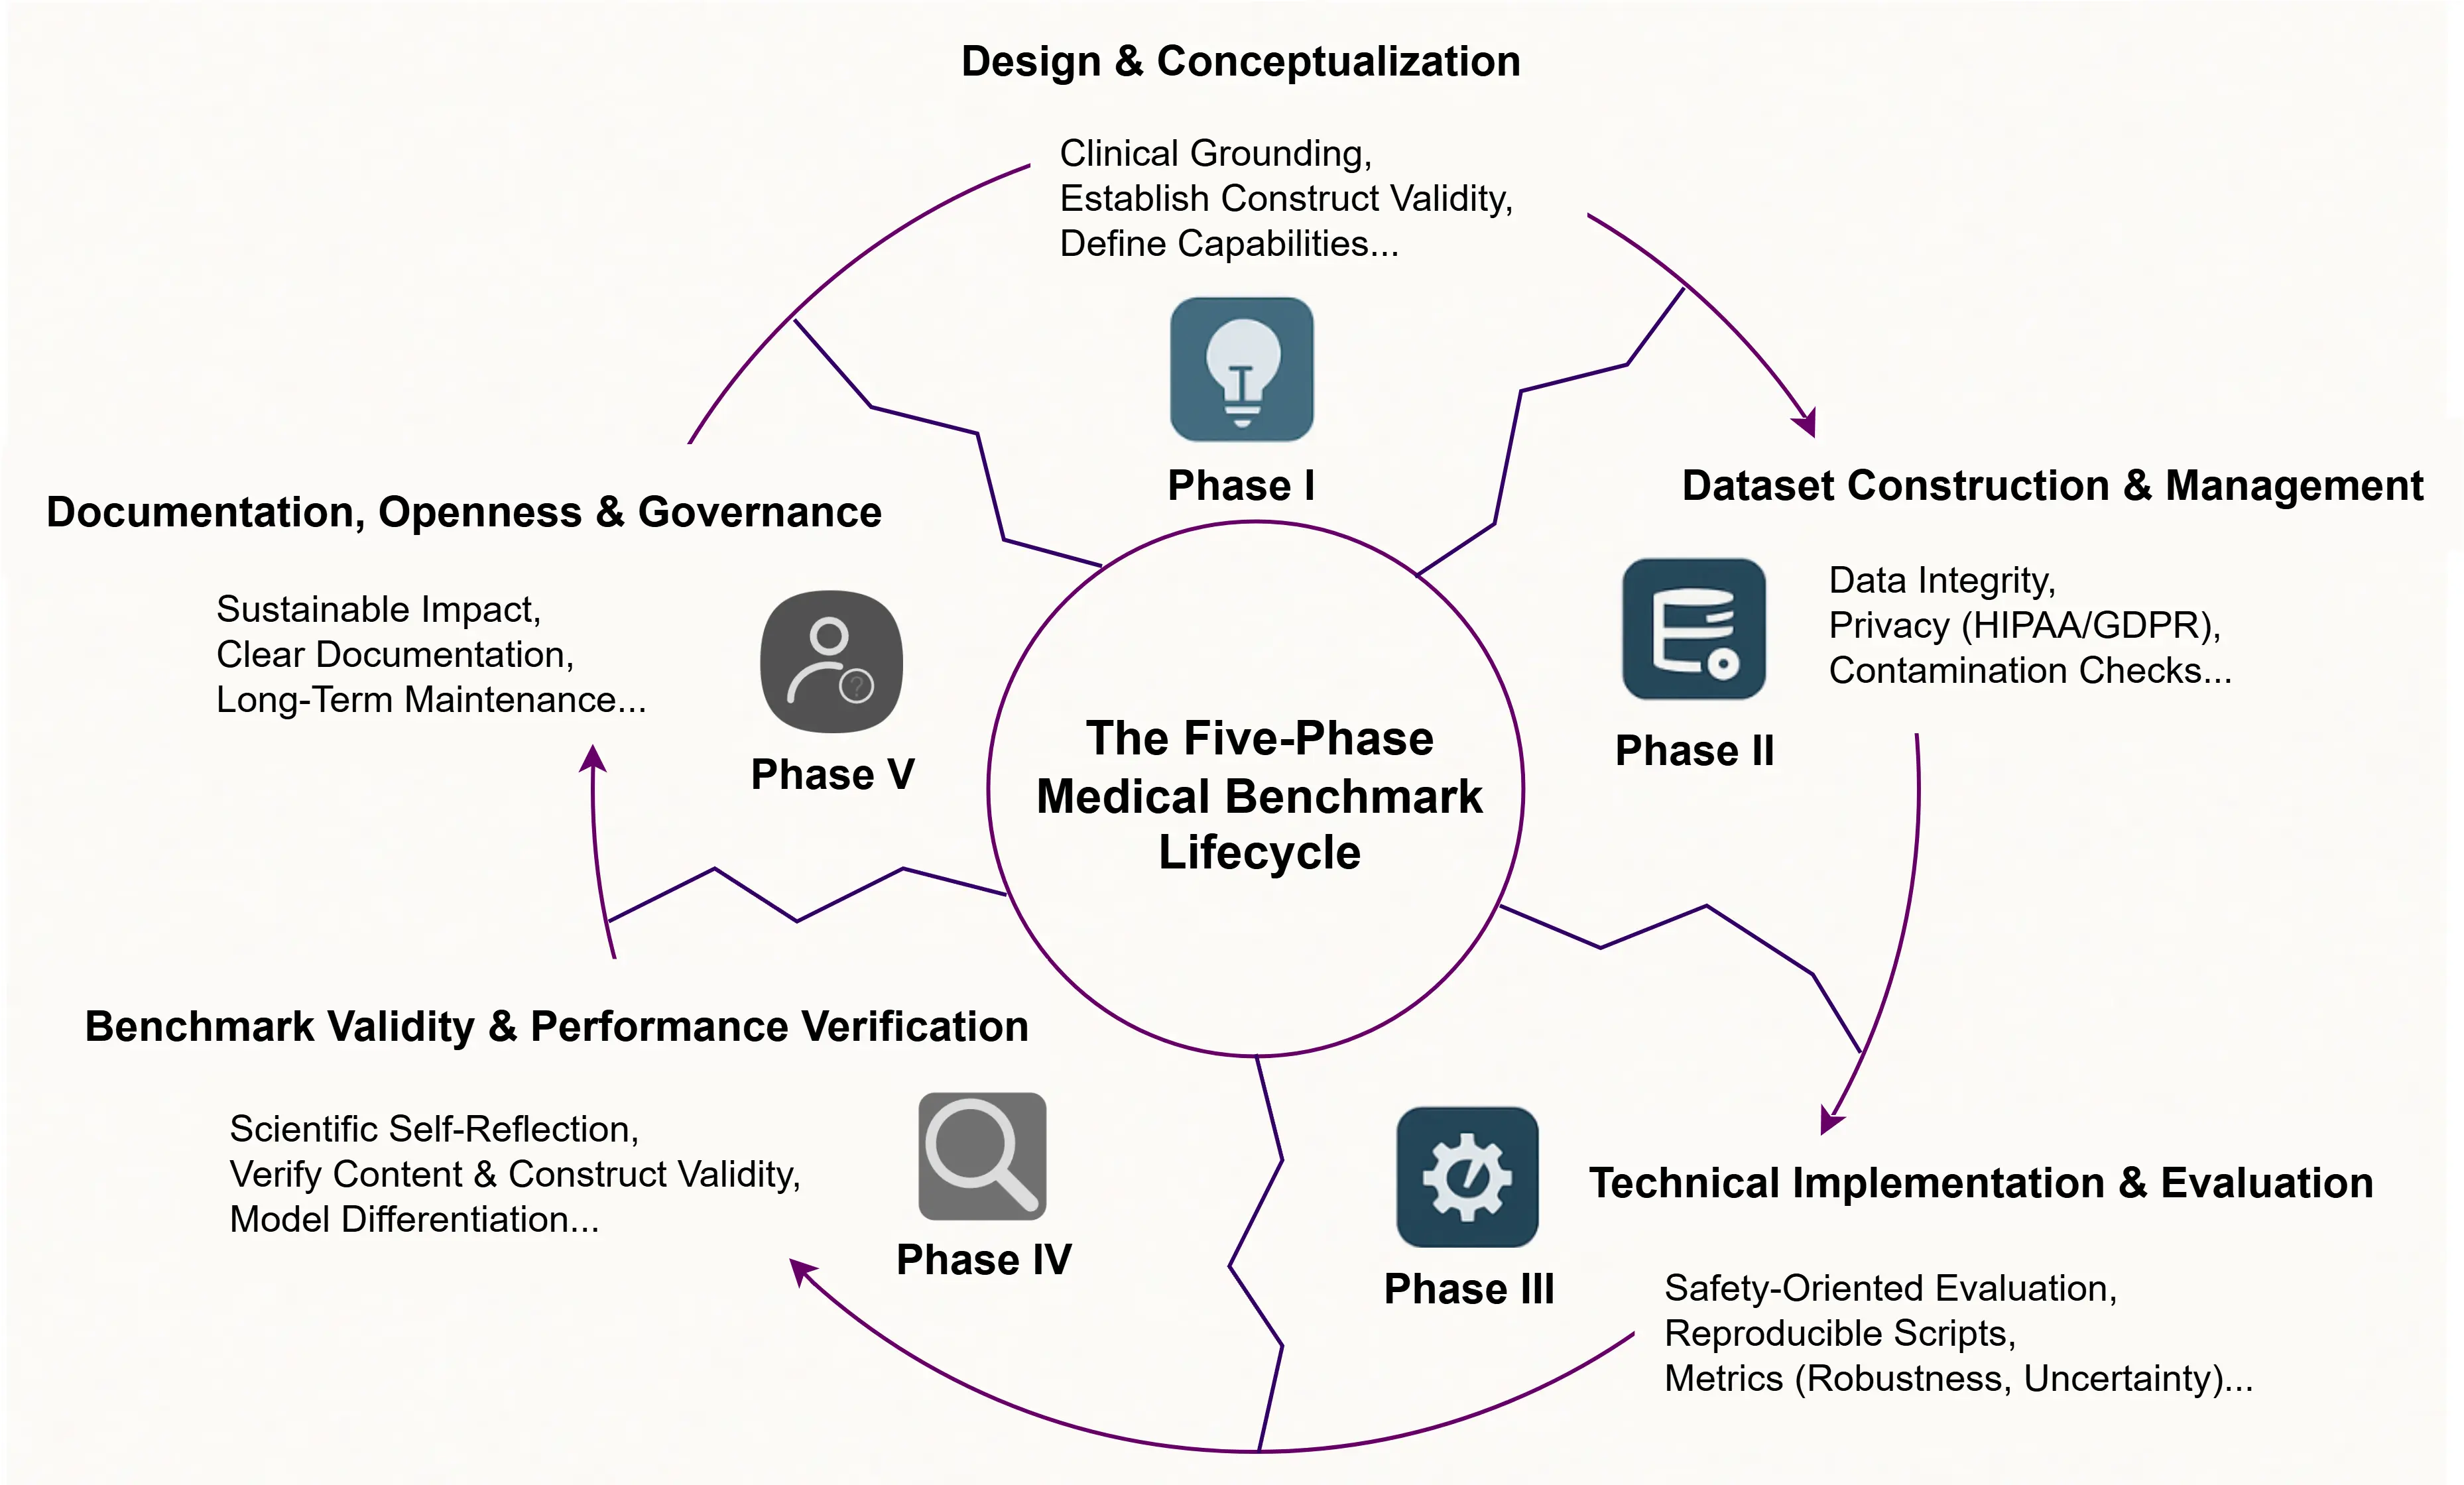 Design & Conceptualization
Clinical Grounding,
Establish Construct Validity,
Define Capabilities...
Phase I
Dataset Construction & Management
Data Integrity,
Privacy (HIPAA/GDPR),
Contamination Checks...
Phase II
Technical Implementation & Evaluation
Safety-Oriented Evaluation,
Reproducible Scripts,
Metrics (Robustness, Uncertainty)...
Phase III
Benchmark Validity & Performance Verification
Scientific Self-Reflection,
Verify Content & Construct Validity,
Model Differentiation...
Phase IV
Documentation, Openness & Governance
Sustainable Impact,
Clear Documentation,
Long-Term Maintenance...
?
Phase V
The Five-Phase
Medical Benchmark
Lifecycle